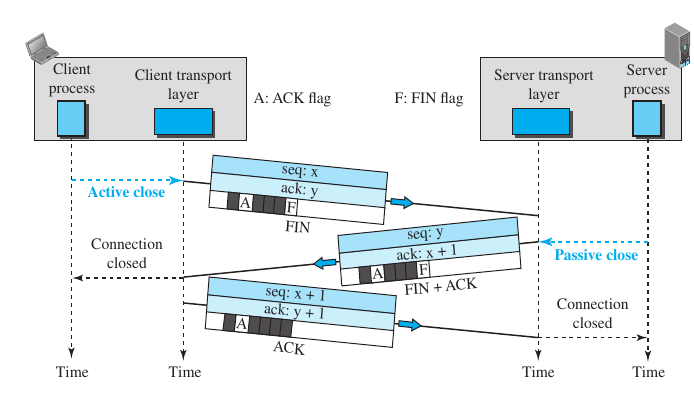 Client
process
Client transport
layer
A: ACK flag
F: FIN flag
Server transport
layer
Server
process
Active close
seq: x
ack: y
A
F
FIN
Connection
closed
seq: y
ack: x + 1
A
F
FIN + ACK
Passive close
seq: x + 1
ack: y + 1
A
ACK
Connection
closed
Time
Time
Time
Time